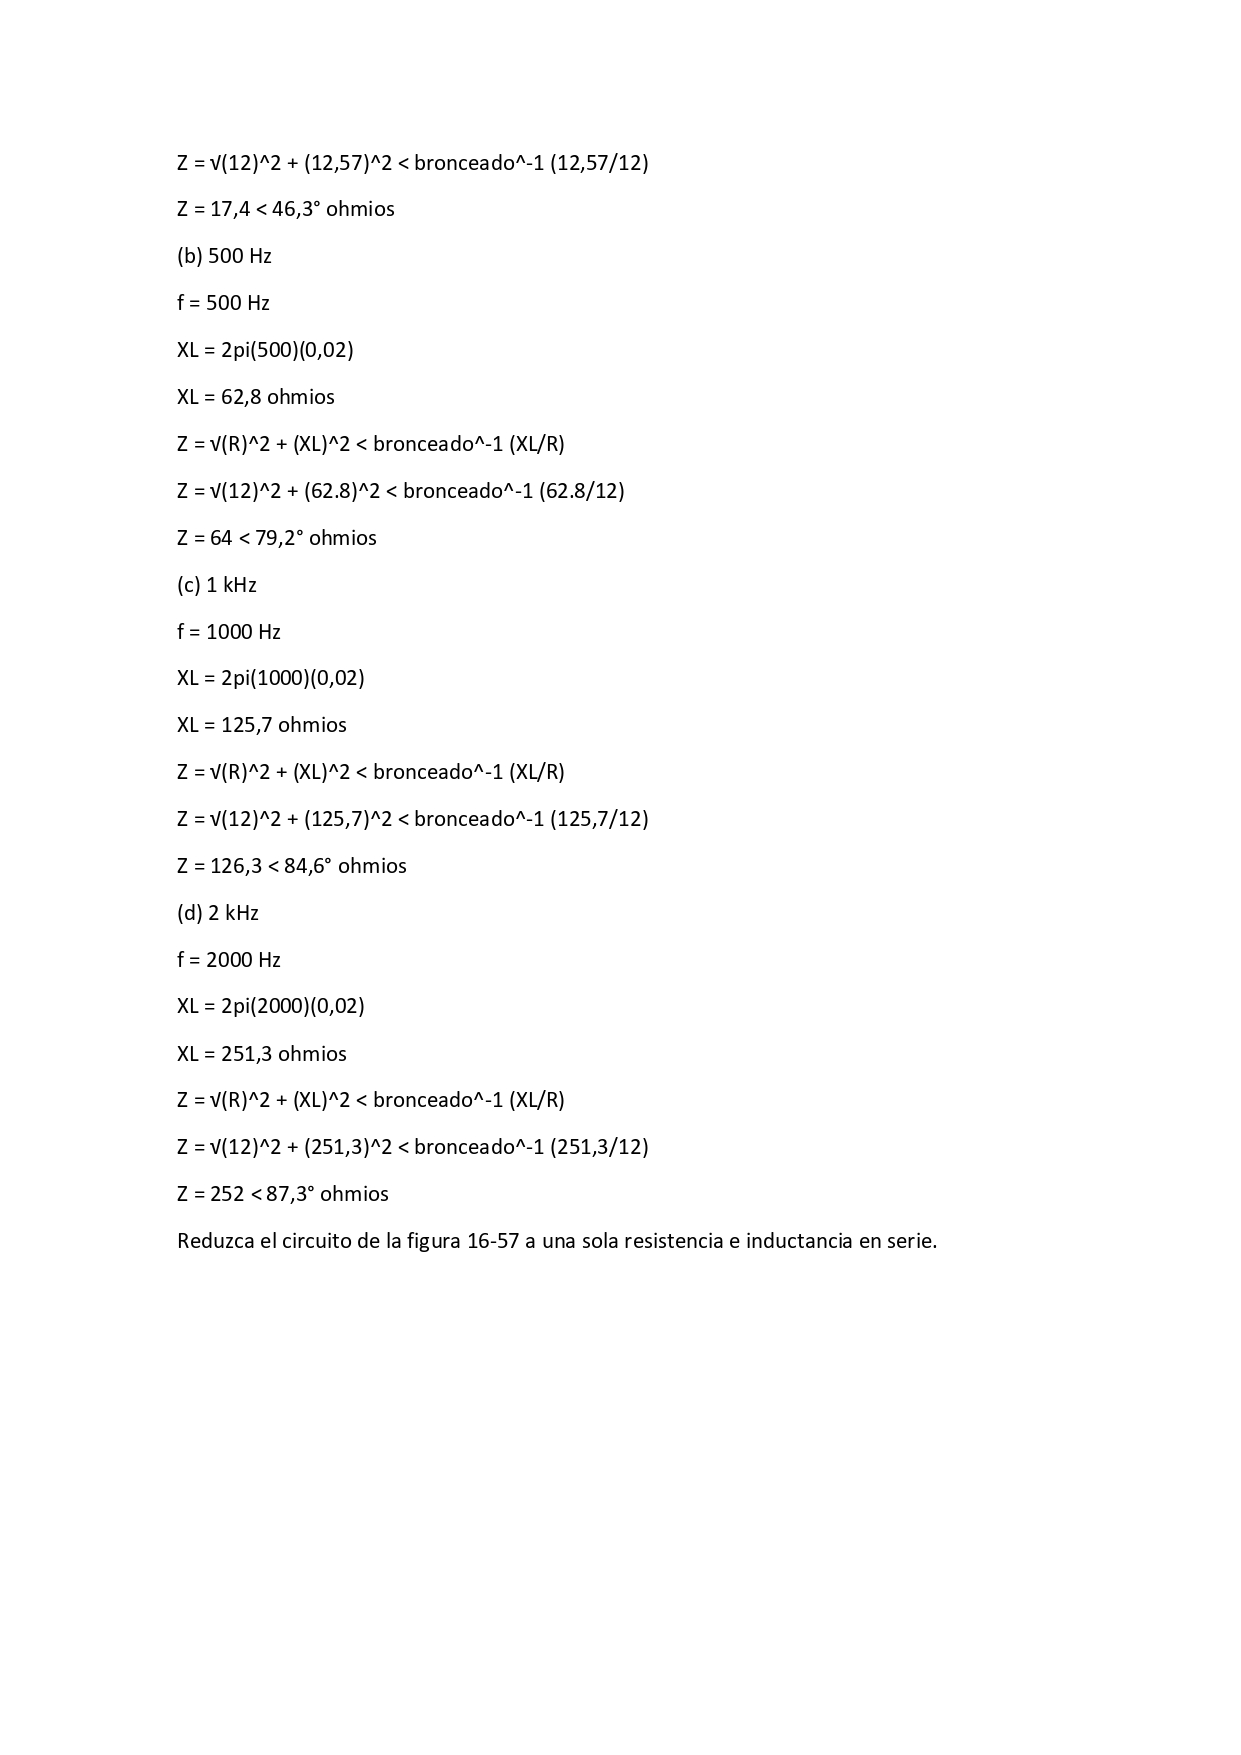 Z = √(12)^2 + (12,57)^2 < bronceado^-1 (12,57/12)
Z = 17,4 < 46,3° ohmios
(b) 500 Hz
f = 500 Hz
XL = 2pi(500)(0,02)
XL = 62,8 ohmios
Z = √(R)^2 + (XL)^2 < bronceado^-1 (XL/R)
Z = √(12)^2 + (62.8)^2 < bronceado^-1 (62.8/12)
Z = 64 < 79,2° ohmios
(c) 1 kHz
f = 1000 Hz
XL = 2pi(1000)(0,02)
XL = 125,7 ohmios
Z = √(R)^2 + (XL)^2 < bronceado^-1 (XL/R)
Z = √(12)^2 + (125,7)^2 < bronceado^-1 (125,7/12)
Z = 126,3 < 84,6° ohmios
(d) 2 kHz
f = 2000 Hz
XL = 2pi(2000)(0,02)
XL = 251,3 ohmios
Z = √(R)^2 + (XL)^2 < bronceado^-1 (XL/R)
Z = √(12)^2 + (251,3)^2 < bronceado^-1 (251,3/12)
Z = 252 < 87,3° ohmios
Reduzca el circuito de la figura 16-57 a una sola resistencia e inductancia en serie.